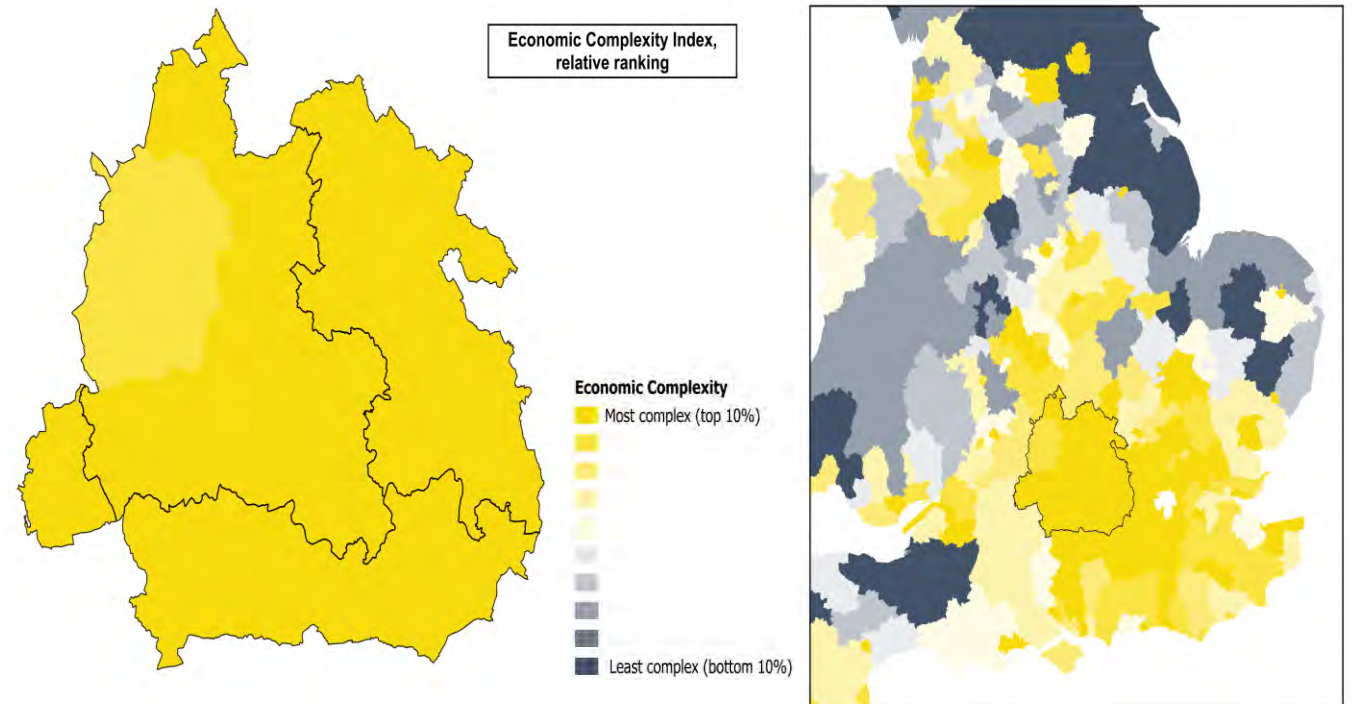 Economic Complexity Index,
relative ranking
Economic Complexity
Most complex (top 10%)
Least complex (bottom 10%)